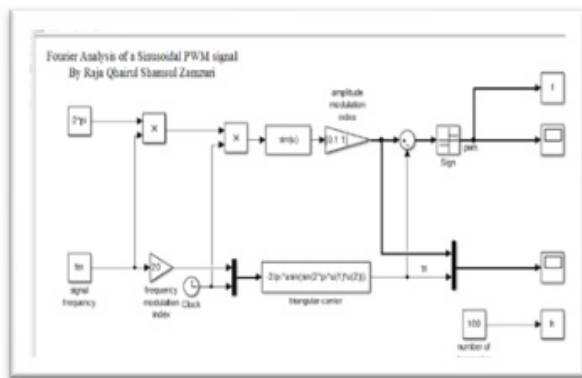 Fourier Analysis of a Sinusoidal PWM signal
By Raja Qhairul Shamsul Zamzuri
2*pi
X
X
sin(u)
amplitude
modulation
index
[0.1 1]
Sign
pwm
f
fm
signal
frequency
20
frequency
modulation
index
Clock
-2/pi*asin(sin(2*pi*u(1)*u(2)))
triangular carrier
tri
100
number of
h